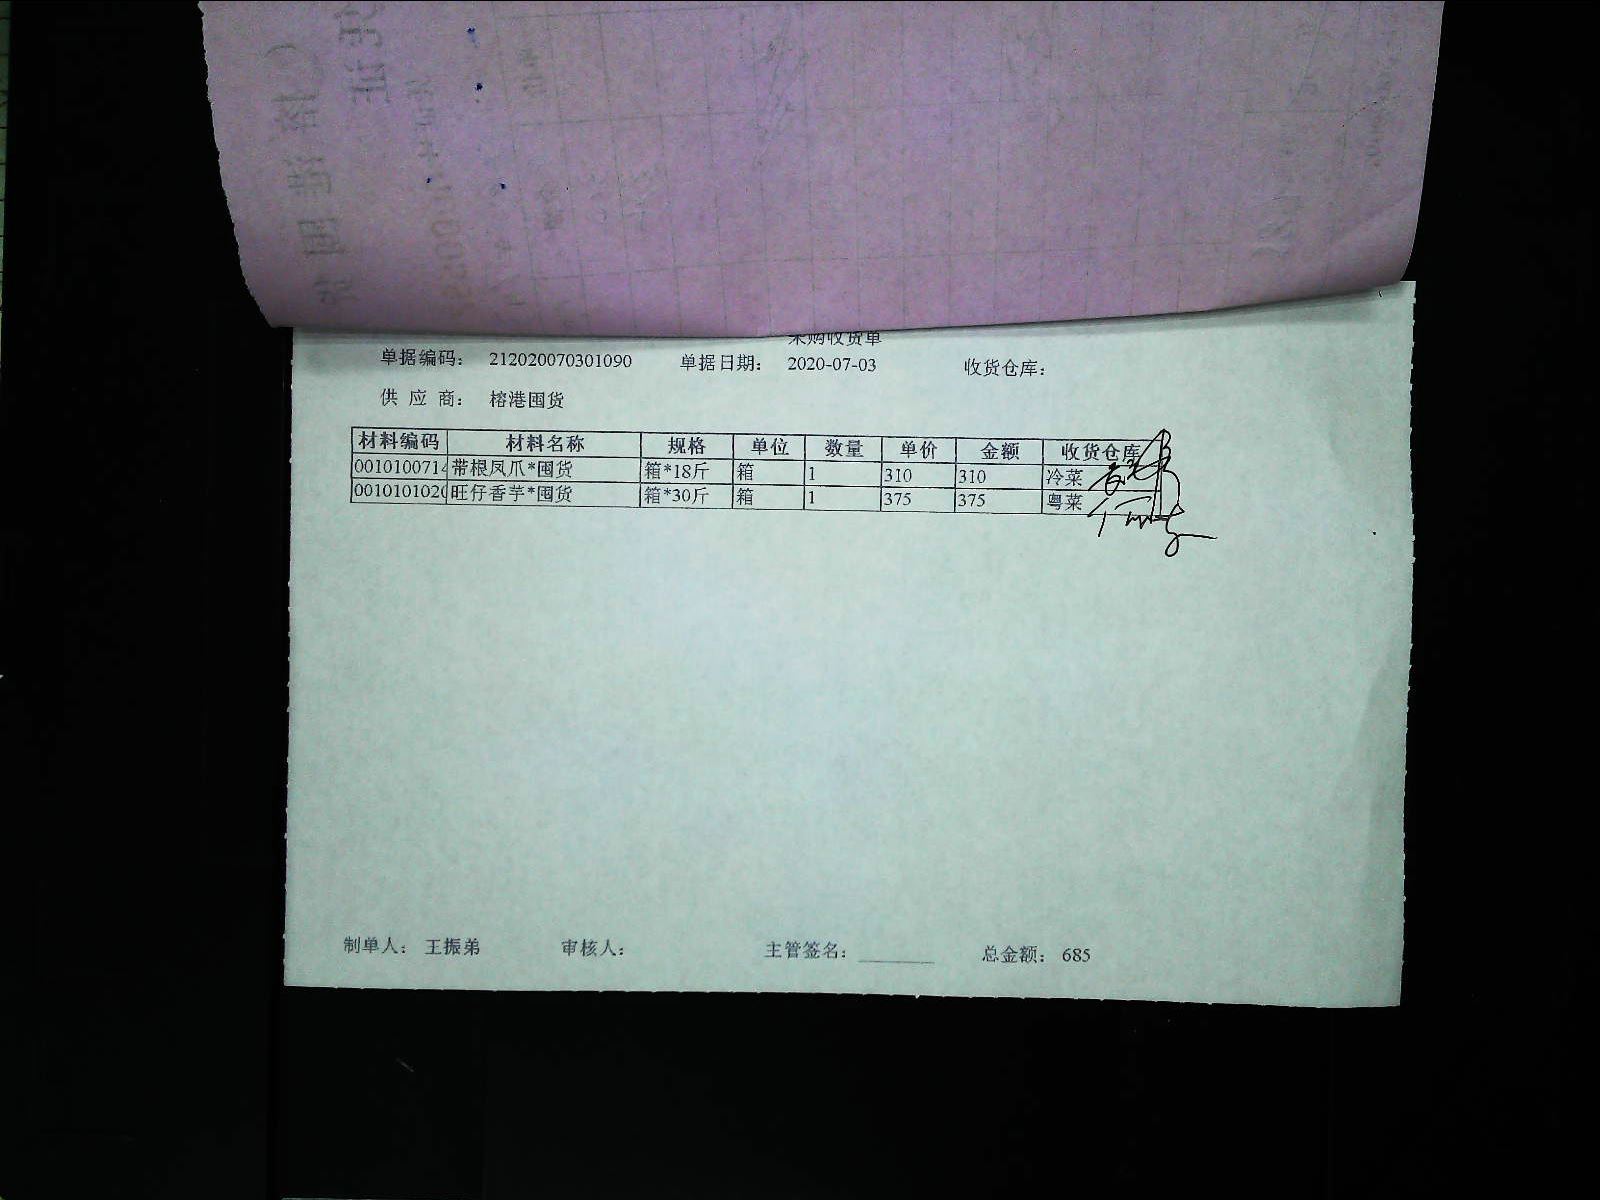 采购收货单
单据编码： 212020070301090 单据日期： 2020-07-03 收货仓库：
供 应 商： 榕港囤货
材料编码 材料名称 规格 单位 数量 单价 金额 收货仓库
0010100714 带根凤爪*囤货 箱*18斤 箱 1 310 310 冷菜
001010102 旺仔香芋*囤货 箱*30斤 箱 1 375 375 粤菜
制单人： 王振弟 审核人： 主管签名： 总金额： 685